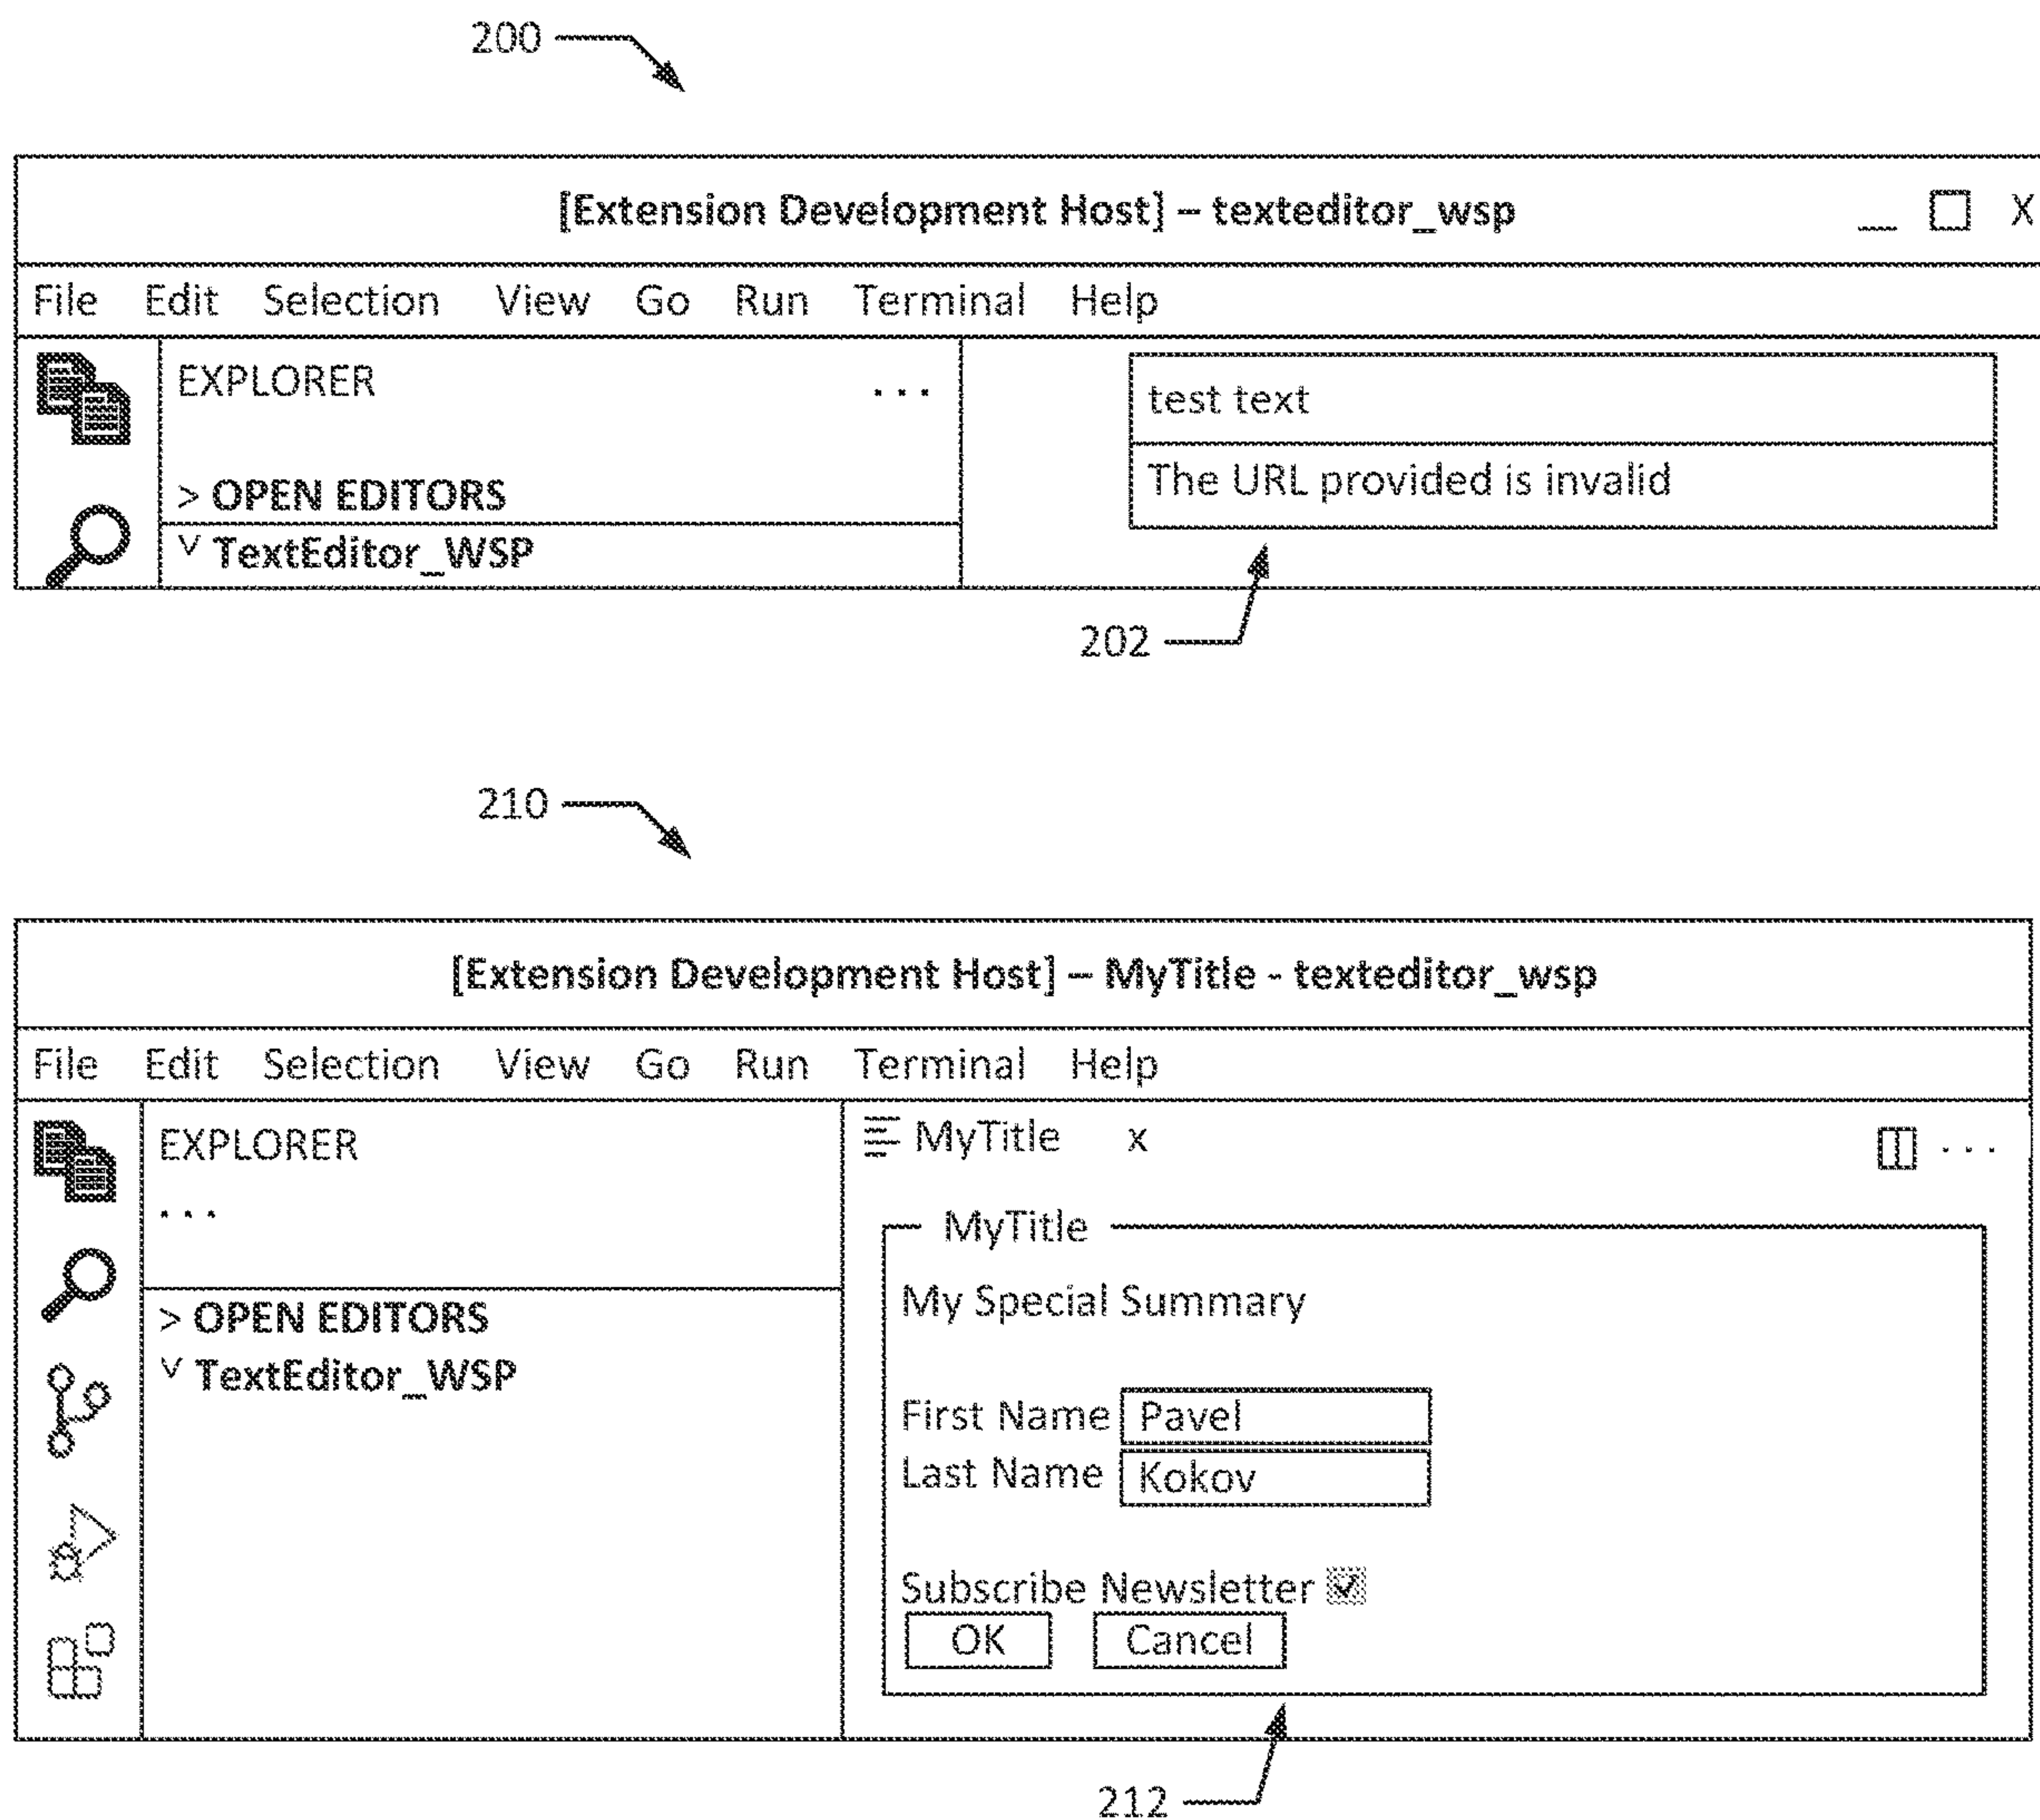 200
[Extension Development Host] – texteditor_wsp _ X
File Edit Selection View Go Run Terminal Help
EXPLORER ...
> OPEN EDITORS
˅ TextEditor_WSP
test text
The URL provided is invalid
202
210
[Extension Development Host] – MyTitle - texteditor_wsp
File Edit Selection View Go Run Terminal Help
EXPLORER
...
> OPEN EDITORS
˅ TextEditor_WSP
MyTitle x ...
MyTitle
My Special Summary
First Name Pavel
Last Name Kokov
Subscribe Newsletter
OK Cancel
212